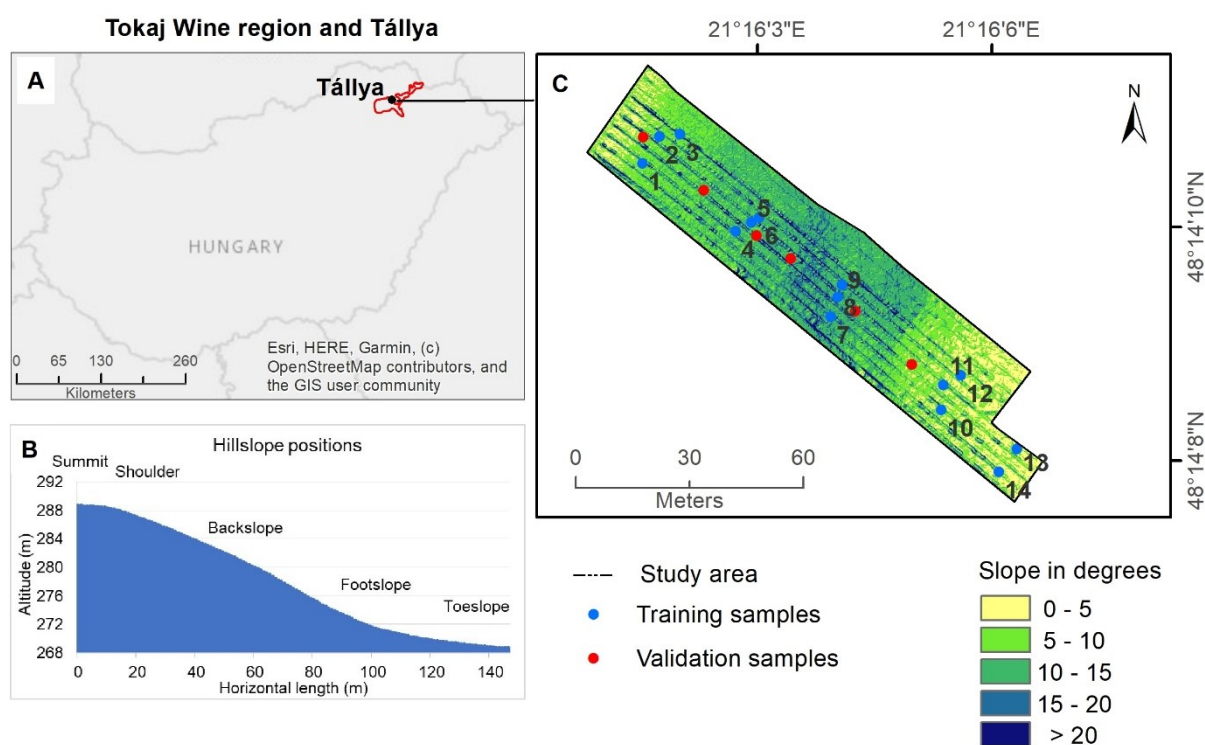 Tokaj Wine region and Tállya
A
Tállya
HUNGARY
0 65 130 260
Kilometers
Esri, HERE, Garmin, (c)
OpenStreetMap contributors, and
the GIS user community
B
Hillslope positions
Summit
Shoulder
Backslope
Footslope
Toeslope
Altitude (m)
292
288
284
280
276
272
268
0 20 40 60 80 100 120 140
Horizontal length (m)
21°16'3"E 21°16'6"E
C
N
48°14'10"N
48°14'8"N
1
2
3
4
5
6
7
8
9
10
11
12
13
14
0 30 60
Meters
Study area
Training samples
Validation samples
Slope in degrees
0 - 5
5 - 10
10 - 15
15 - 20
> 20